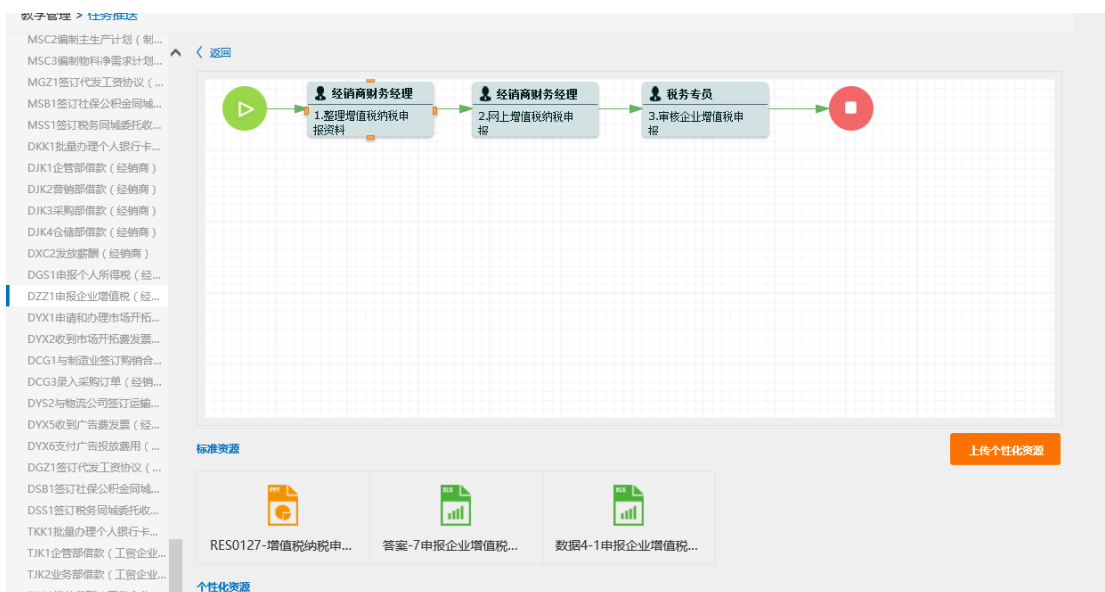 教学管理 > 任务推送
MSC2编制主生产计划（制...
MSC3编制物料净需求计划...
MGZ1签订代发工资协议（...
MSB1签订社保公积金同城...
MSS1签订税务同城委托收...
DKK1批量办理个人银行卡...
DJK1企管部借款（经销商）
DJK2营销部借款（经销商）
DJK3采购部借款（经销商）
DJK4仓储部借款（经销商）
DXC2发放薪酬（经销商）
DGS1申报个人所得税（经...
DZZ1申报企业增值税（经...
DYX1申请和办理市场开拓...
DYX2收到市场开拓费发票...
DCG1与制造业签订购销合...
DCG3录入采购订单（经销...
DYS2与物流公司签订运输...
DYX5收到广告费发票（经...
DYX6支付广告投放费用（...
DGZ1签订代发工资协议（...
DSB1签订社保公积金同城...
DSS1签订税务同城委托收...
TKK1批量办理个人银行卡...
TJK1企管部借款（工贸企业...
TJK2业务部借款（工贸企业...
返回
经销商财务经理
1.整理增值税纳税申
报资料
经销商财务经理
2.网上增值税纳税申
报
税务专员
3.审核企业增值税申
报
标准资源
上传个性化资源
PPT
RES0127-增值税纳税申...
XLS
答案-7申报企业增值税...
XLS
数据4-1申报企业增值税...
个性化资源